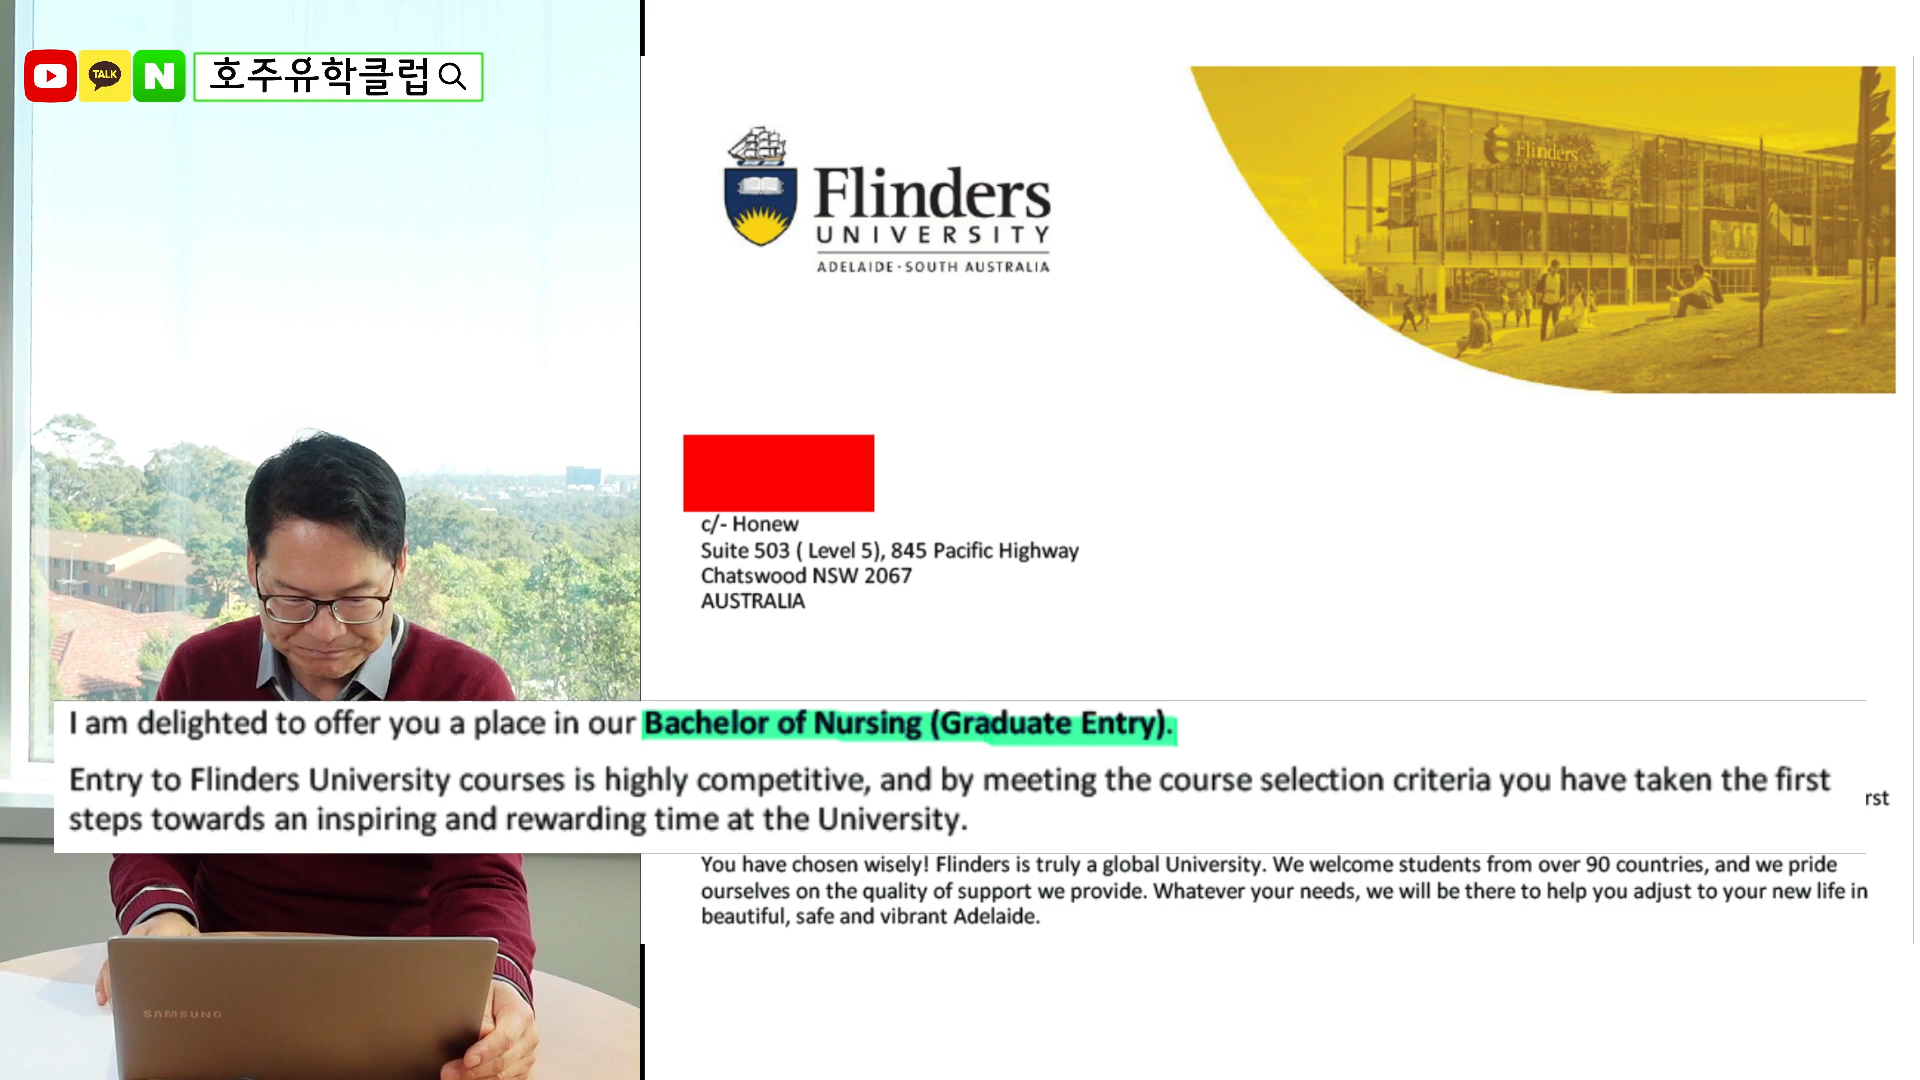 TALK
N
호주유학클럽
Flinders
UNIVERSITY
ADELAIDE · SOUTH AUSTRALIA
Flinders
c/- Honew
Suite 503 ( Level 5), 845 Pacific Highway
Chatswood NSW 2067
AUSTRALIA
I am delighted to offer you a place in our Bachelor of Nursing (Graduate Entry).
Entry to Flinders University courses is highly competitive, and by meeting the course selection criteria you have taken the first
steps towards an inspiring and rewarding time at the University.
rst
You have chosen wisely! Flinders is truly a global University. We welcome students from over 90 countries, and we pride
ourselves on the quality of support we provide. Whatever your needs, we will be there to help you adjust to your new life in
beautiful, safe and vibrant Adelaide.
SAMSUNG